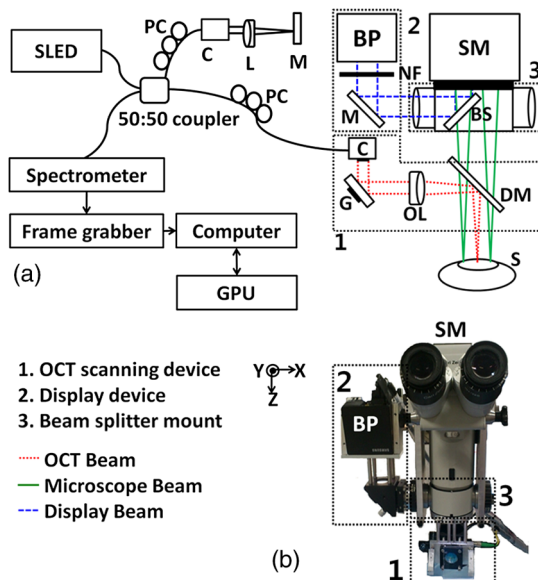 SLED
PC
C
L
M
50:50 coupler
PC
Spectrometer
Frame grabber
Computer
GPU
(a)
BP
2
SM
NF
3
M
BS
C
G
OL
DM
1
S
1. OCT scanning device
2. Display device
3. Beam splitter mount
Y
X
Z
OCT Beam
Microscope Beam
Display Beam
SM
2
BP
3
1
(b)